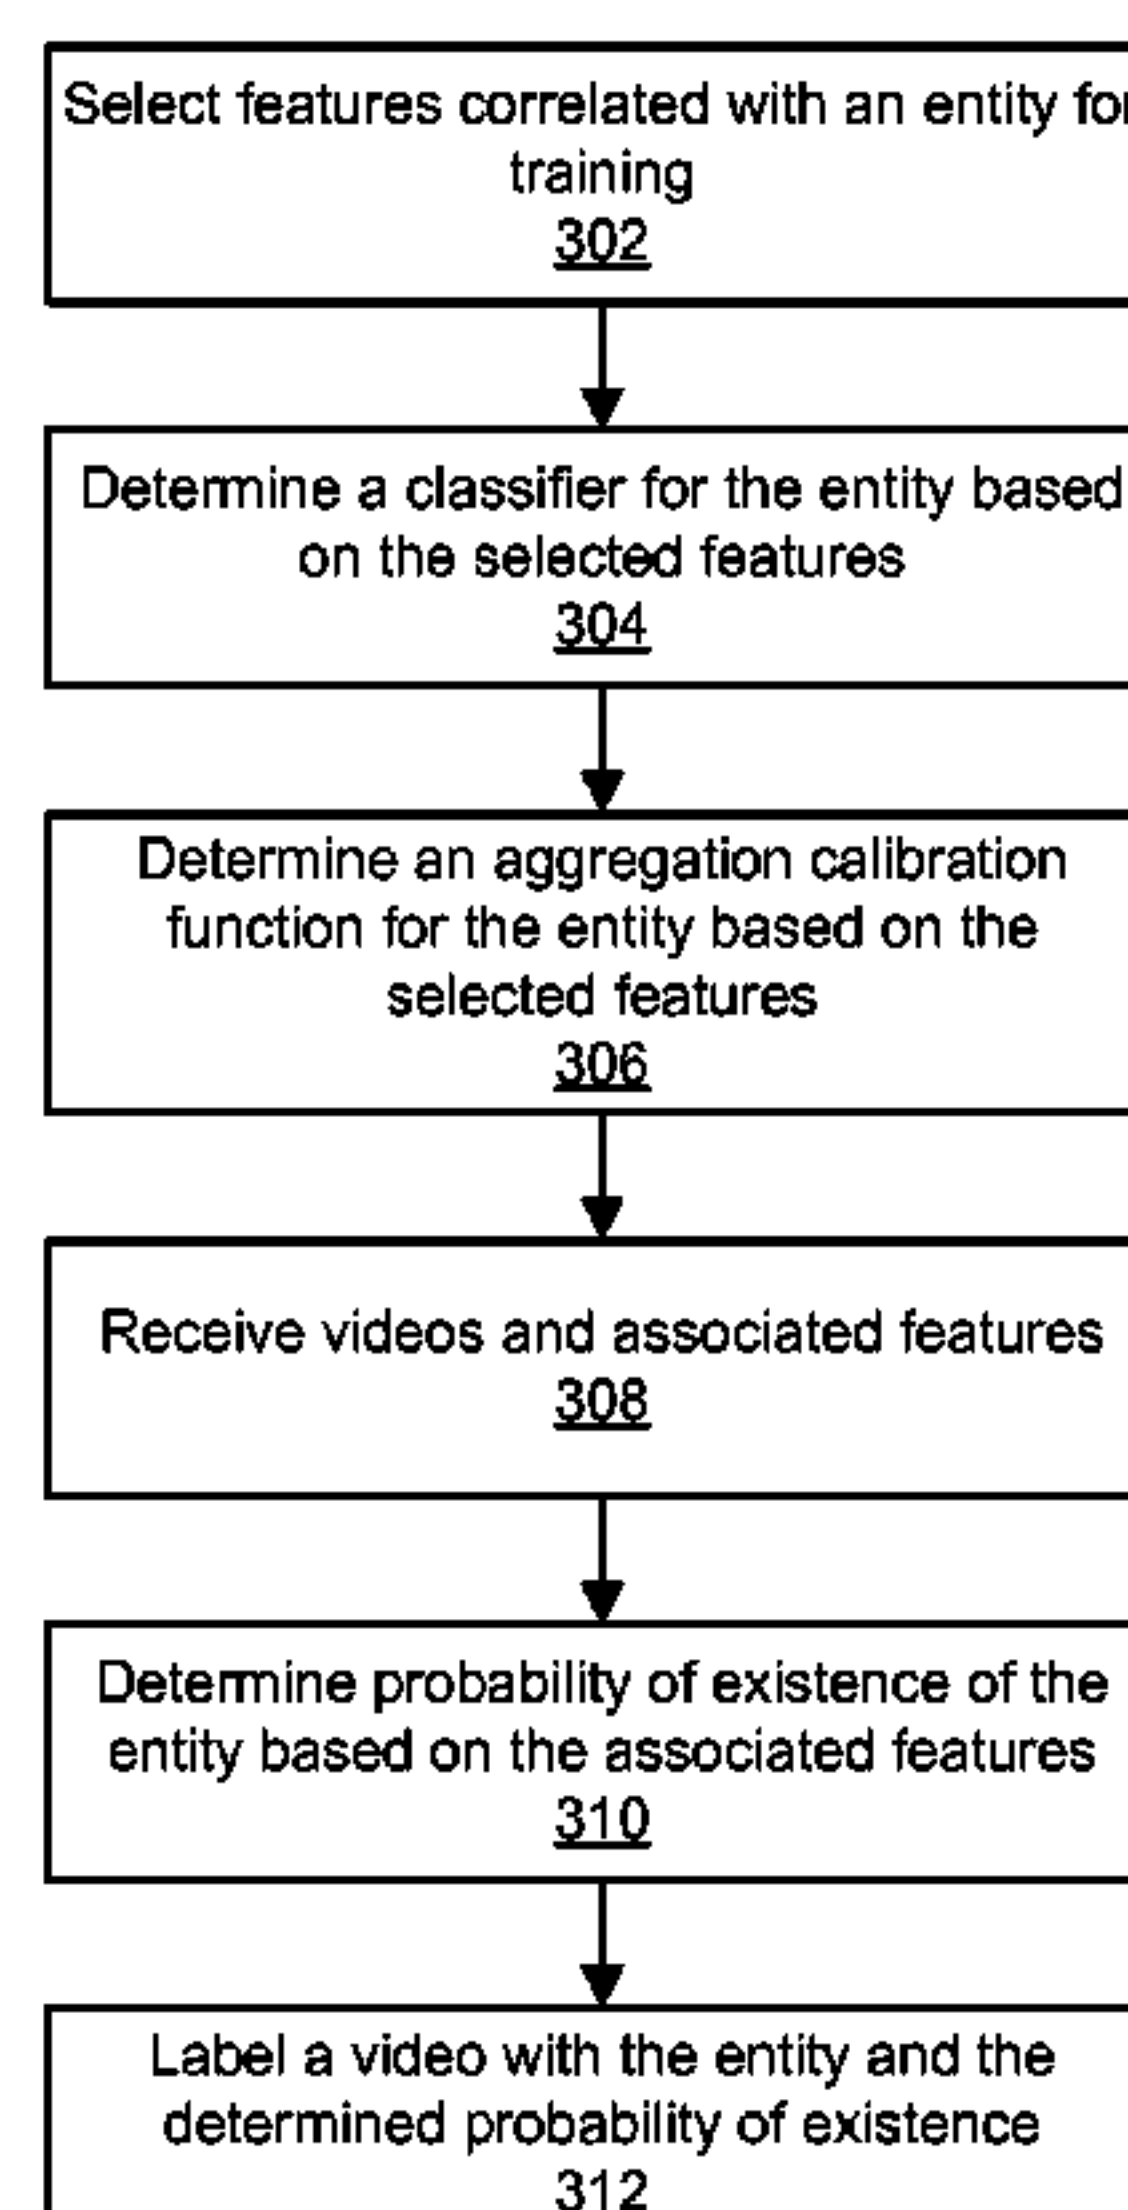 Select features correlated with an entity for
training
302
Determine a classifier for the entity based
on the selected features
304
Determine an aggregation calibration
function for the entity based on the
selected features
306
Receive videos and associated features
308
Determine probability of existence of the
entity based on the associated features
310
Label a video with the entity and the
determined probability of existence
312